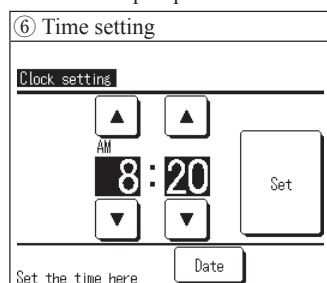 ⑥ Time setting
Clock setting
▲ ▲
AM
8:20
Set
▼ ▼
Date
Set the time here